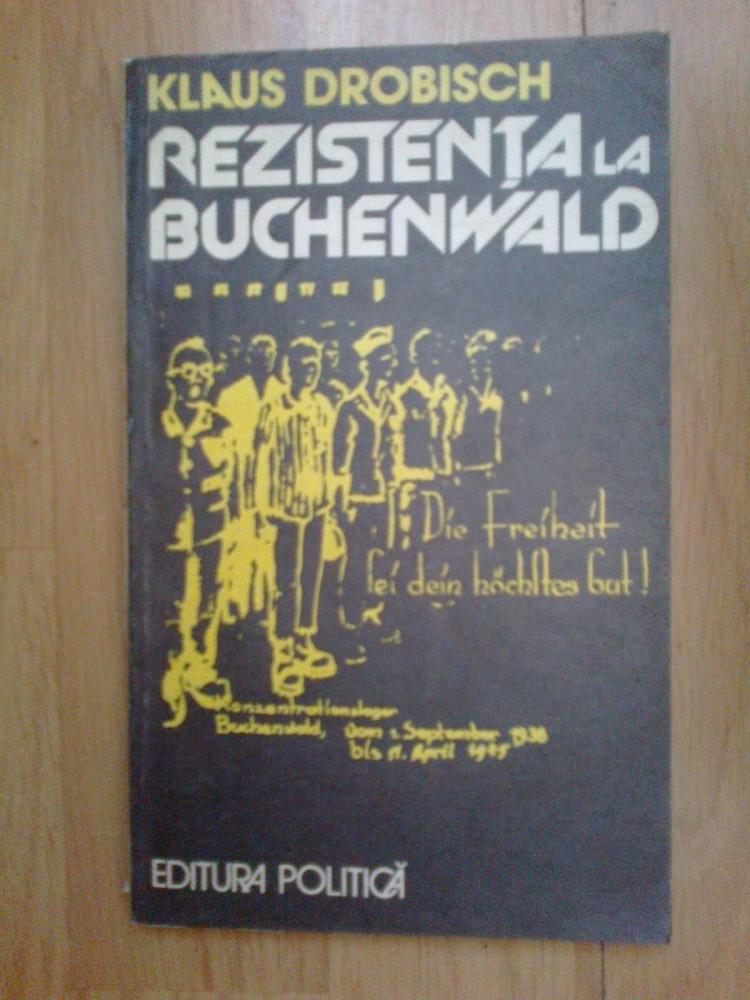 KLAUS DROBISCH
REZISTENȚA LA
BUCHENWALD
Die Freiheit
sei dein höchstes Gut!
Konzentrationslager
Buchenwald, vom 1. September 1938
bis 11. April 1945
EDITURA POLITICĂ